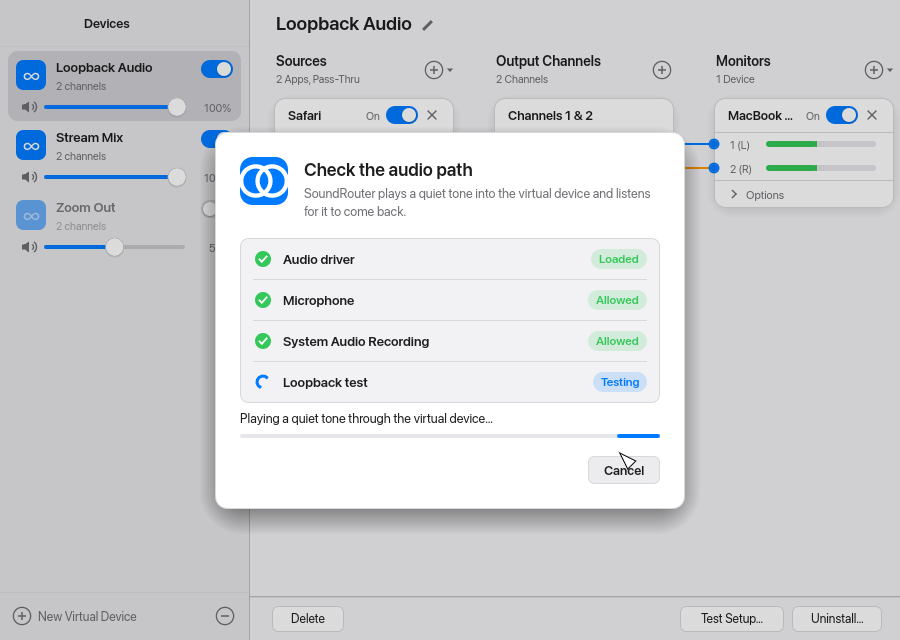 Devices
Loopback Audio
2 channels
100%
Stream Mix
2 channels
Zoom Out
2 channels
New Virtual Device
Loopback Audio
Sources
2 Apps, Pass-Thru
Output Channels
2 Channels
Monitors
1 Device
Safari
On
Channels 1 & 2
MacBook ...
On
1 (L)
2 (R)
Options
Check the audio path
SoundRouter plays a quiet tone into the virtual device and listens
for it to come back.
Audio driver
Loaded
Microphone
Allowed
System Audio Recording
Allowed
Loopback test
Testing
Playing a quiet tone through the virtual device...
Cancel
Delete
Test Setup...
Uninstall...